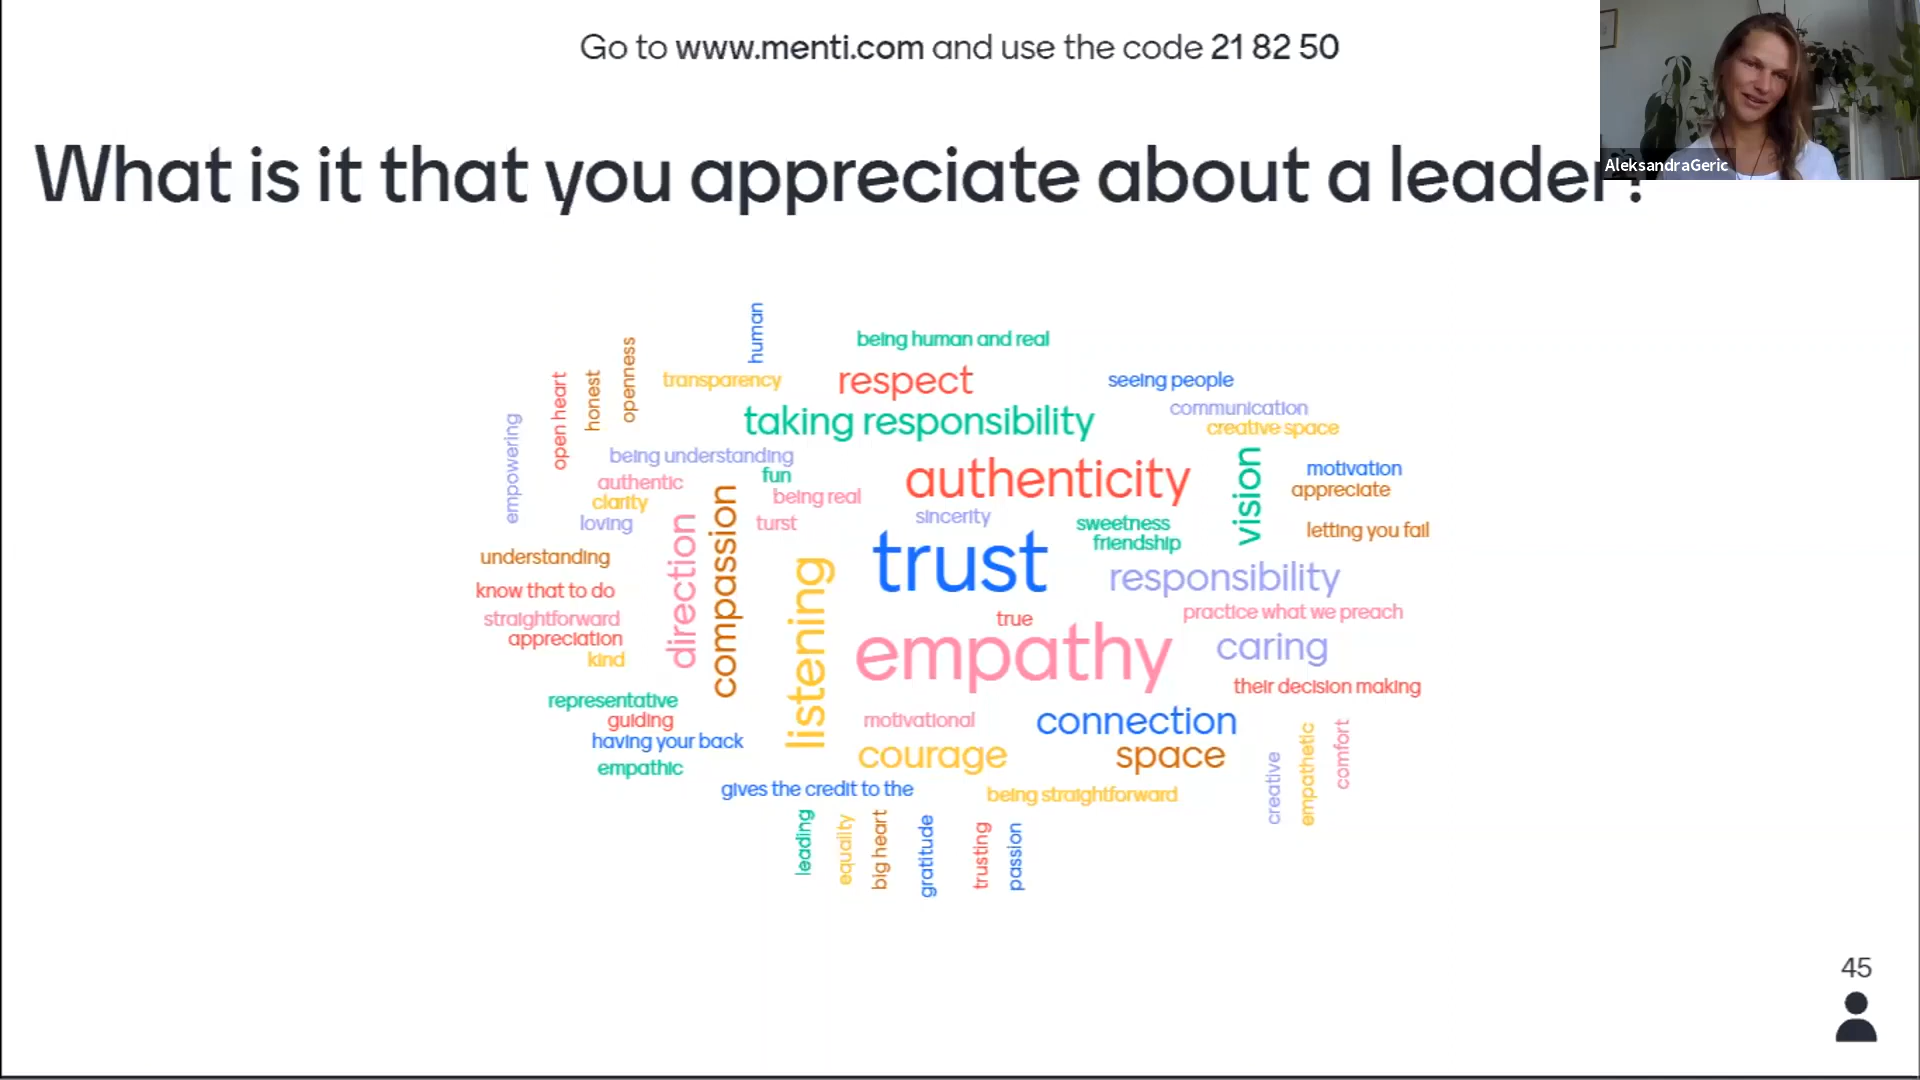 Go to www.menti.com and use the code 21 82 50
AleksandraGeric
What is it that you appreciate about a leader?
human
being human and real
openness
transparency
respect
seeing people
open heart
honest
communication
taking responsibility
creative space
empowering
being understanding
authenticity
vision
motivation
fun
authentic
compassion
being real
appreciate
clarity
sincerity
loving
direction
turst
sweetness
letting you fail
friendship
understanding
listening
trust
responsibility
know that to do
straightforward
true
practice what we preach
appreciation
empathy
caring
kind
their decision making
representative
guiding
motivational
connection
having your back
courage
space
comfort
empathic
creative
empathetic
gives the credit to the
being straightforward
leading
equality
big heart
gratitude
trusting
passion
45